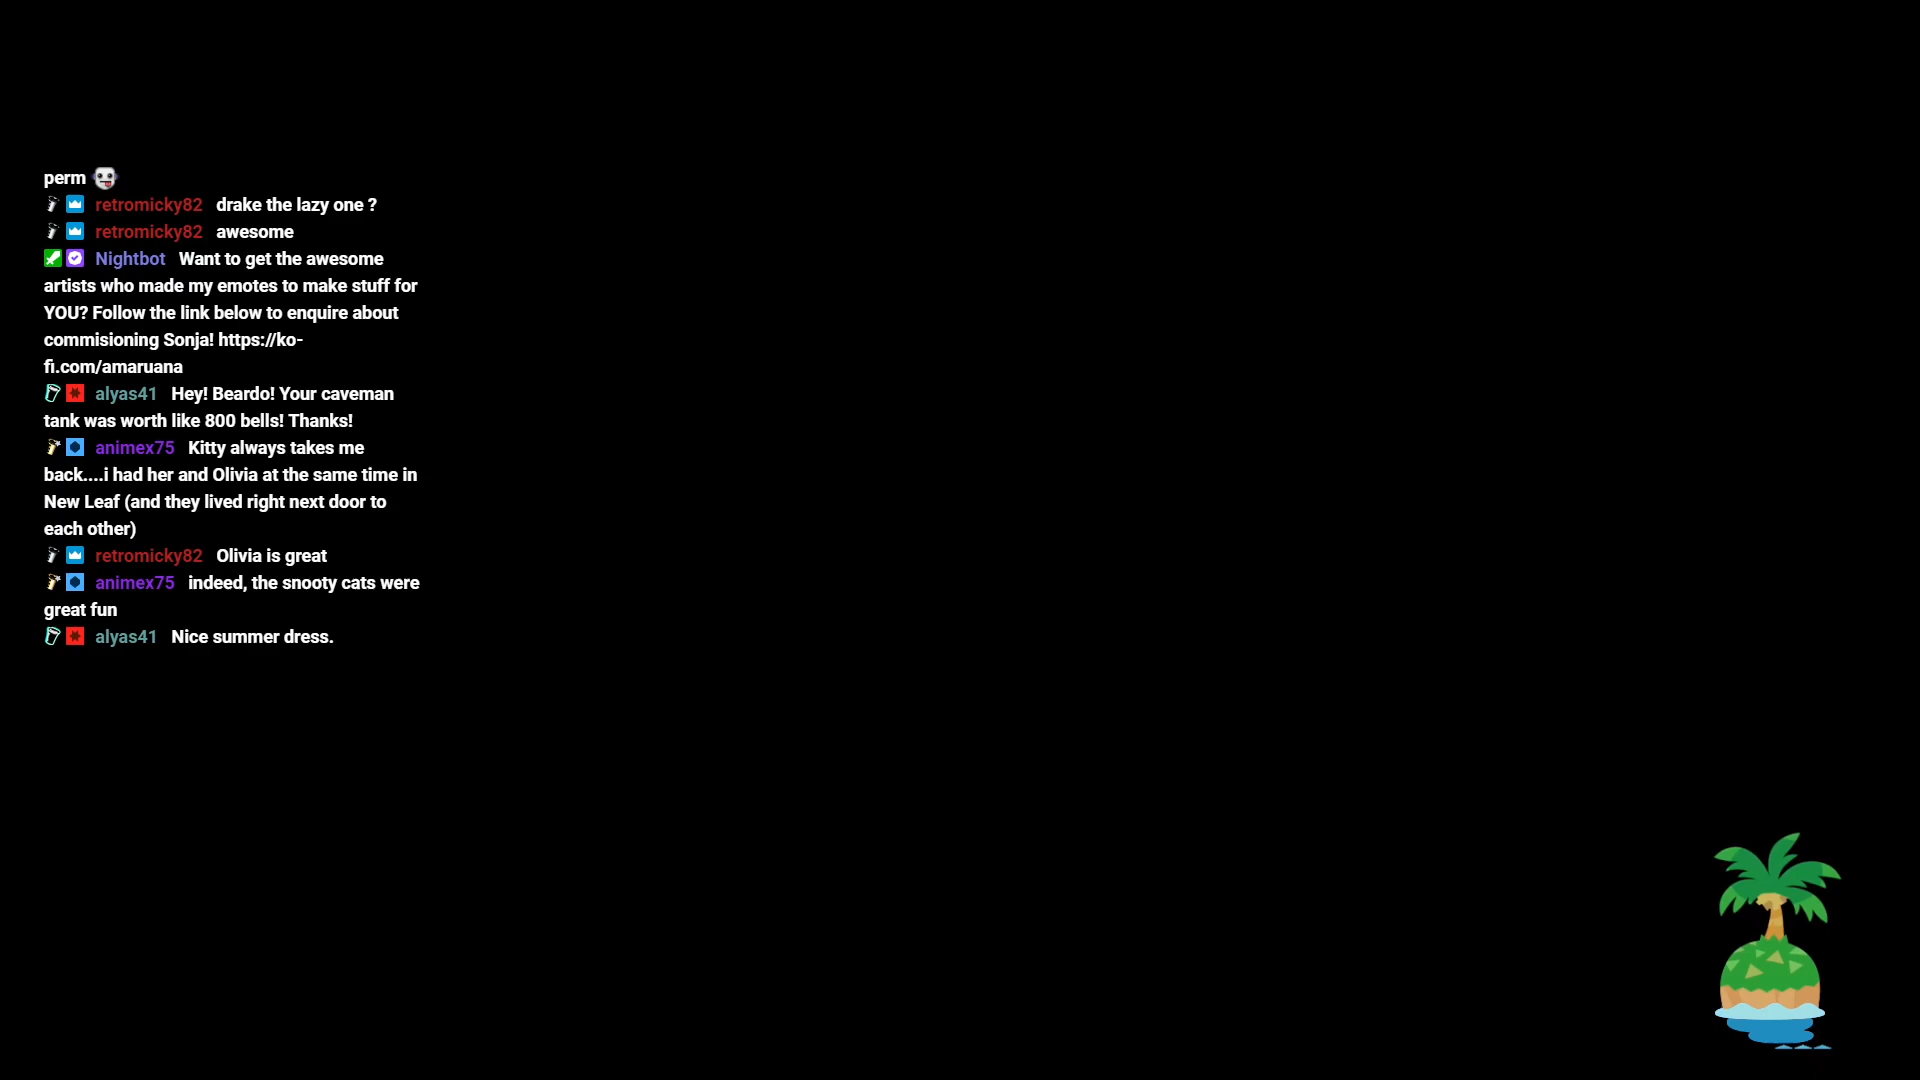 perm
retromicky82 drake the lazy one ?
retromicky82 awesome
Nightbot Want to get the awesome
artists who made my emotes to make stuff for
YOU? Follow the link below to enquire about
commisioning Sonja! https://ko-
fi.com/amaruana
alyas41 Hey! Beardo! Your caveman
tank was worth like 800 bells! Thanks!
animex75 Kitty always takes me
back....i had her and Olivia at the same time in
New Leaf (and they lived right next door to
each other)
retromicky82 Olivia is great
animex75 indeed, the snooty cats were
great fun
alyas41 Nice summer dress.